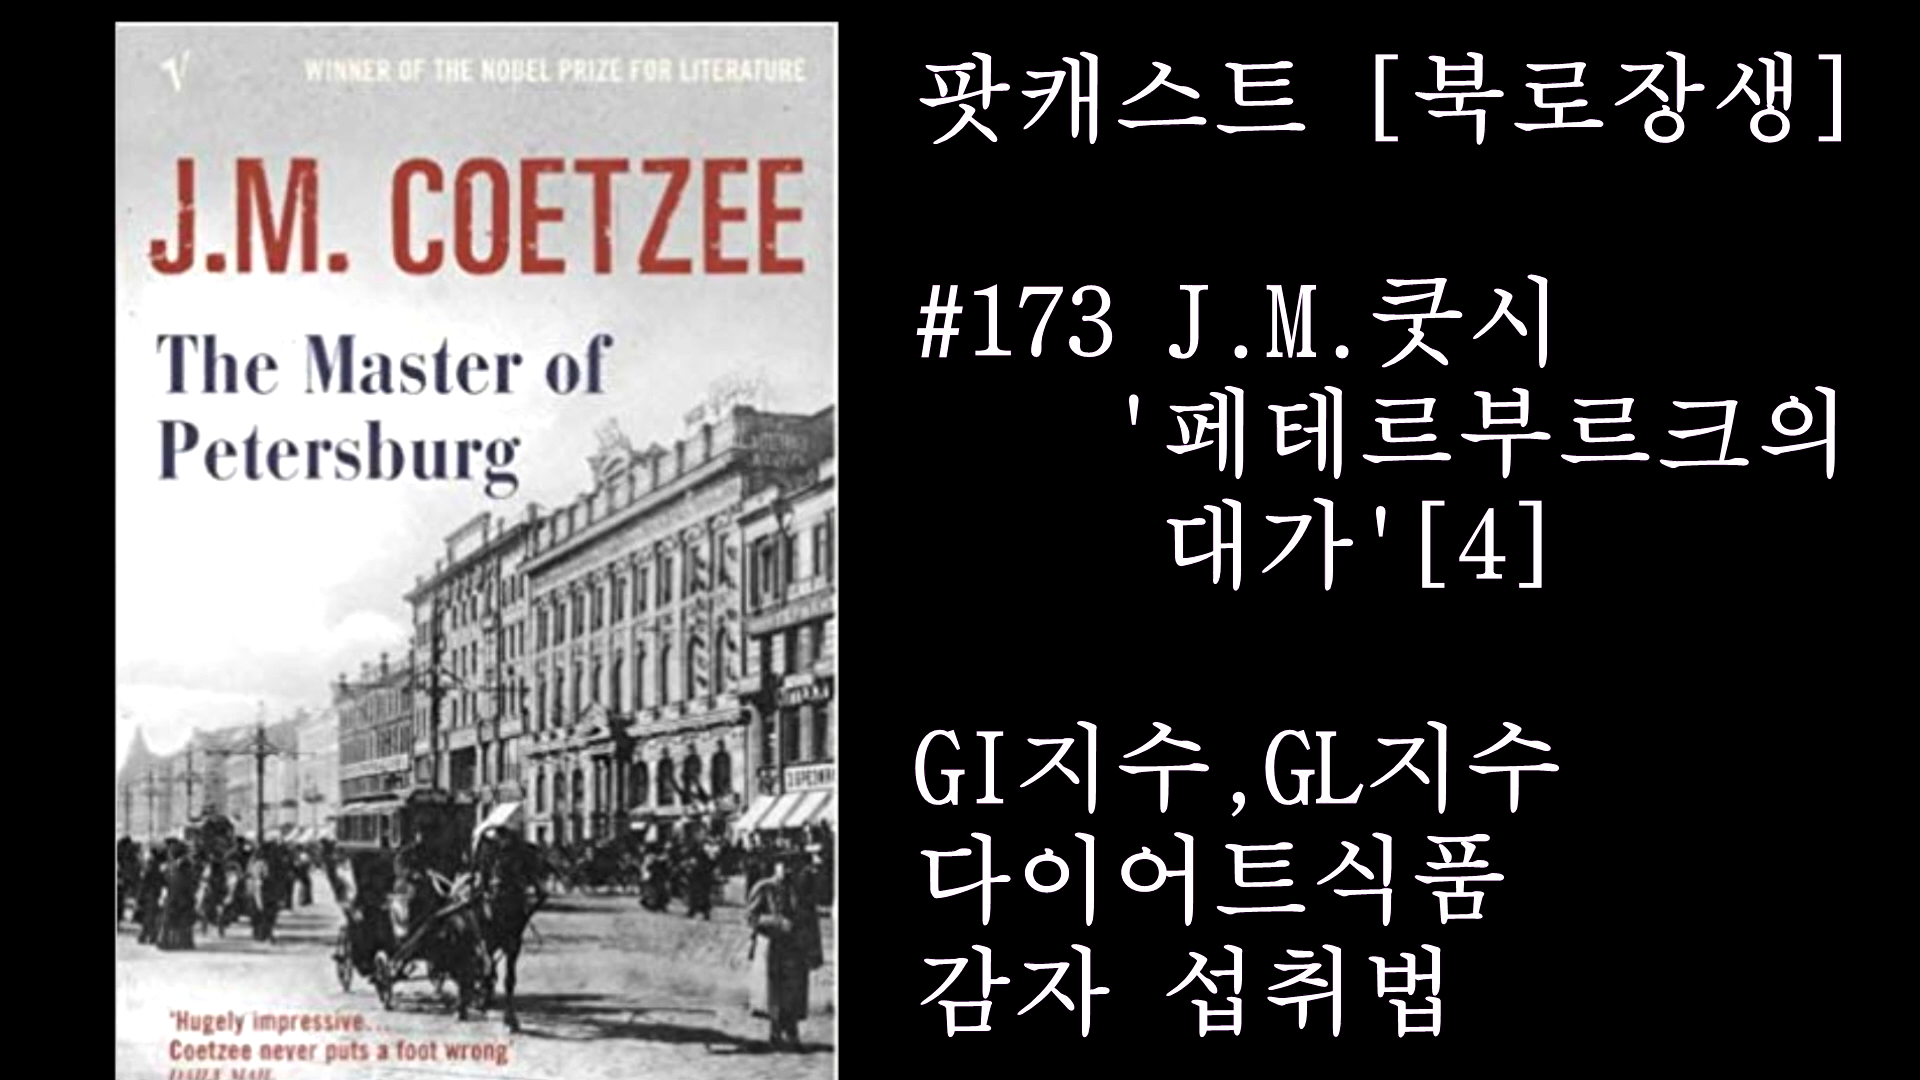 WINNER OF THE NOBEL PRIZE FOR LITERATURE
J.M. COETZEE
The Master of
Petersburg
'Hugely impressive...
Coetzee never puts a foot wrong'
DAILY MAIL
팟캐스트 [북로장생]
#173 J.M.쿳시
'페테르부르크의
대가'[4]
GI지수,GL지수
다이어트식품
감자 섭취법